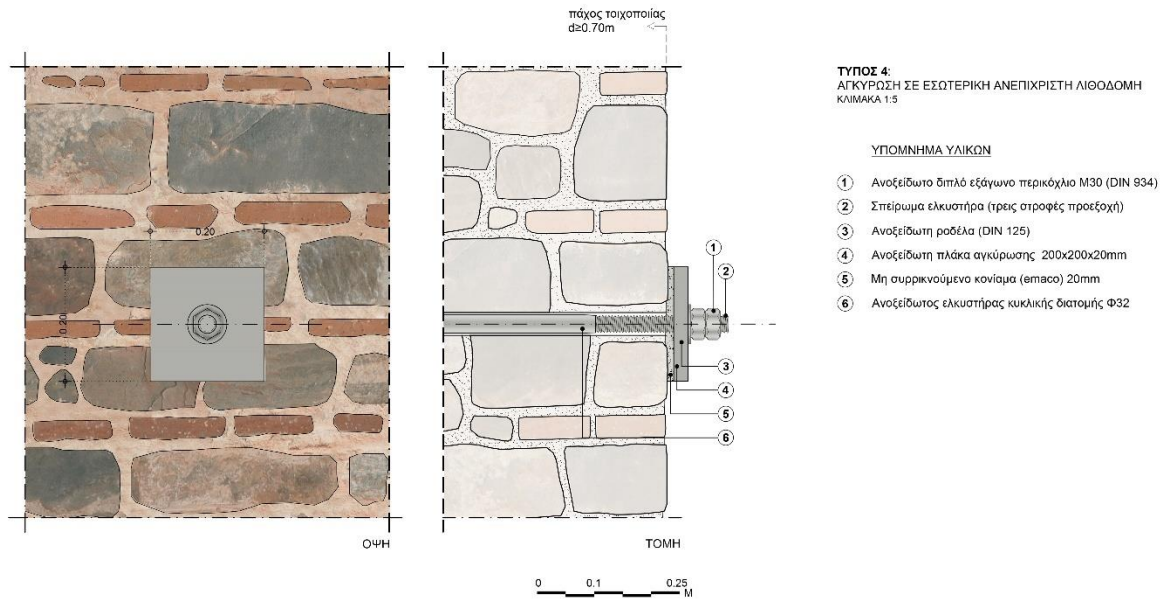 πάχος τοιχοποιίας
d≥0.70m
ΤΥΠΟΣ 4:
ΑΓΚΥΡΩΣΗ ΣΕ ΕΣΩΤΕΡΙΚΗ ΑΝΕΠΙΧΡΙΣΤΗ ΛΙΘΟΔΟΜΗ
ΚΛΙΜΑΚΑ 1:5
ΥΠΟΜΝΗΜΑ ΥΛΙΚΩΝ
1 Ανοξείδωτο διπλό εξάγωνο περικόχλιο Μ30 (DIN 934)
2 Σπείρωμα ελκυστήρα (τρεις στροφές προεξοχή)
3 Ανοξείδωτη ροδέλα (DIN 125)
4 Ανοξείδωτη πλάκα αγκύρωσης 200x200x20mm
5 Μη συρρικνούμενο κονίαμα (emaco) 20mm
6 Ανοξείδωτος ελκυστήρας κυκλικής διατομής Φ32
0.20
0.20
1
2
3
4
5
6
ΟΨΗ
ΤΟΜΗ
0 0.1 0.25
M